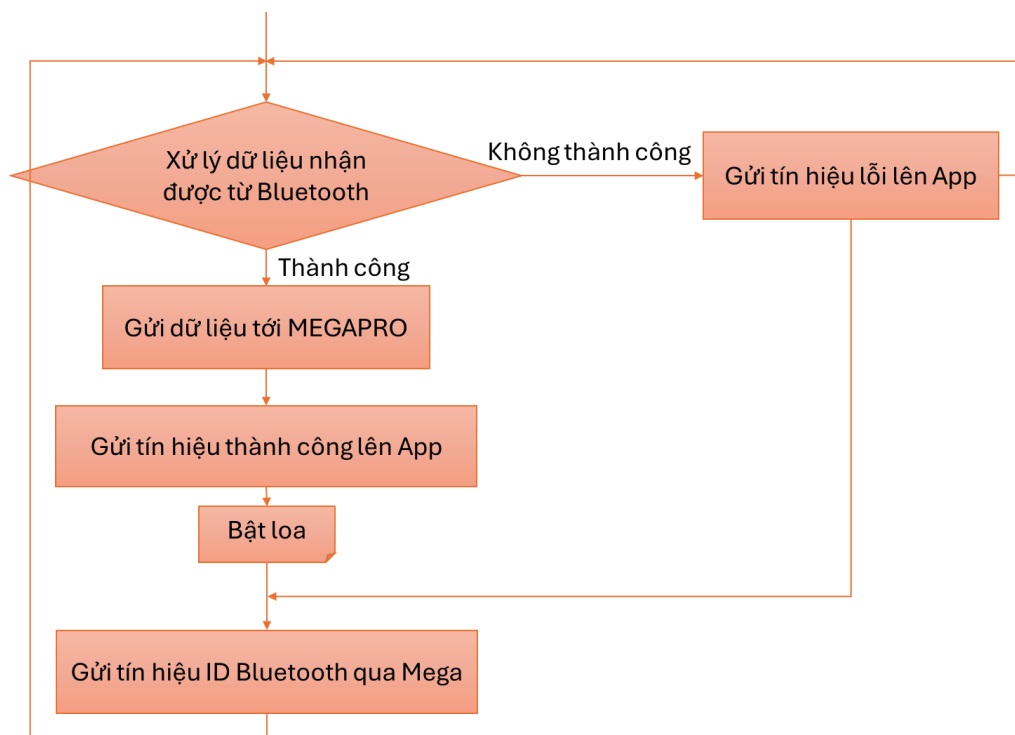 Xử lý dữ liệu nhận
được từ Bluetooth
Không thành công
Gửi tín hiệu lỗi lên App
Thành công
Gửi dữ liệu tới MEGAPRO
Gửi tín hiệu thành công lên App
Bật loa
Gửi tín hiệu ID Bluetooth qua Mega